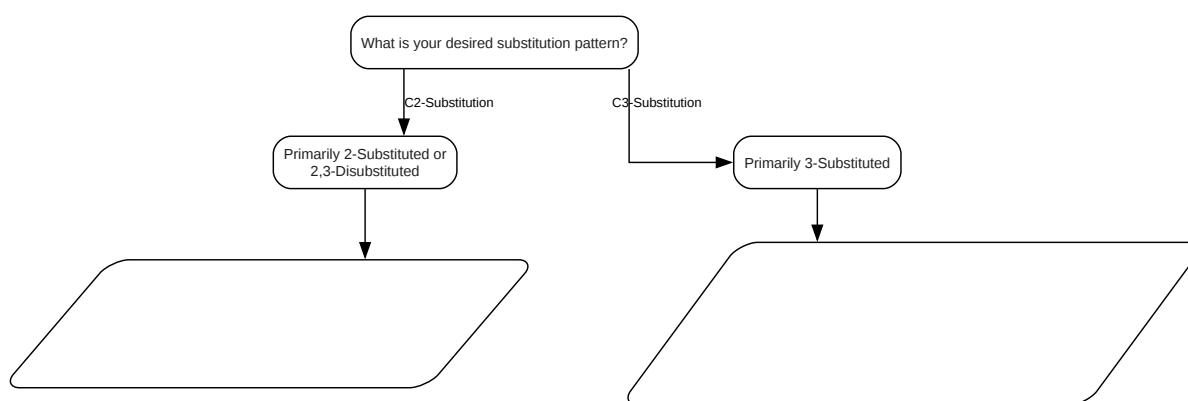 What is your desired substitution pattern?
C2-Substitution
C3-Substitution
Primarily 2-Substituted or
2,3-Disubstituted
Primarily 3-Substituted